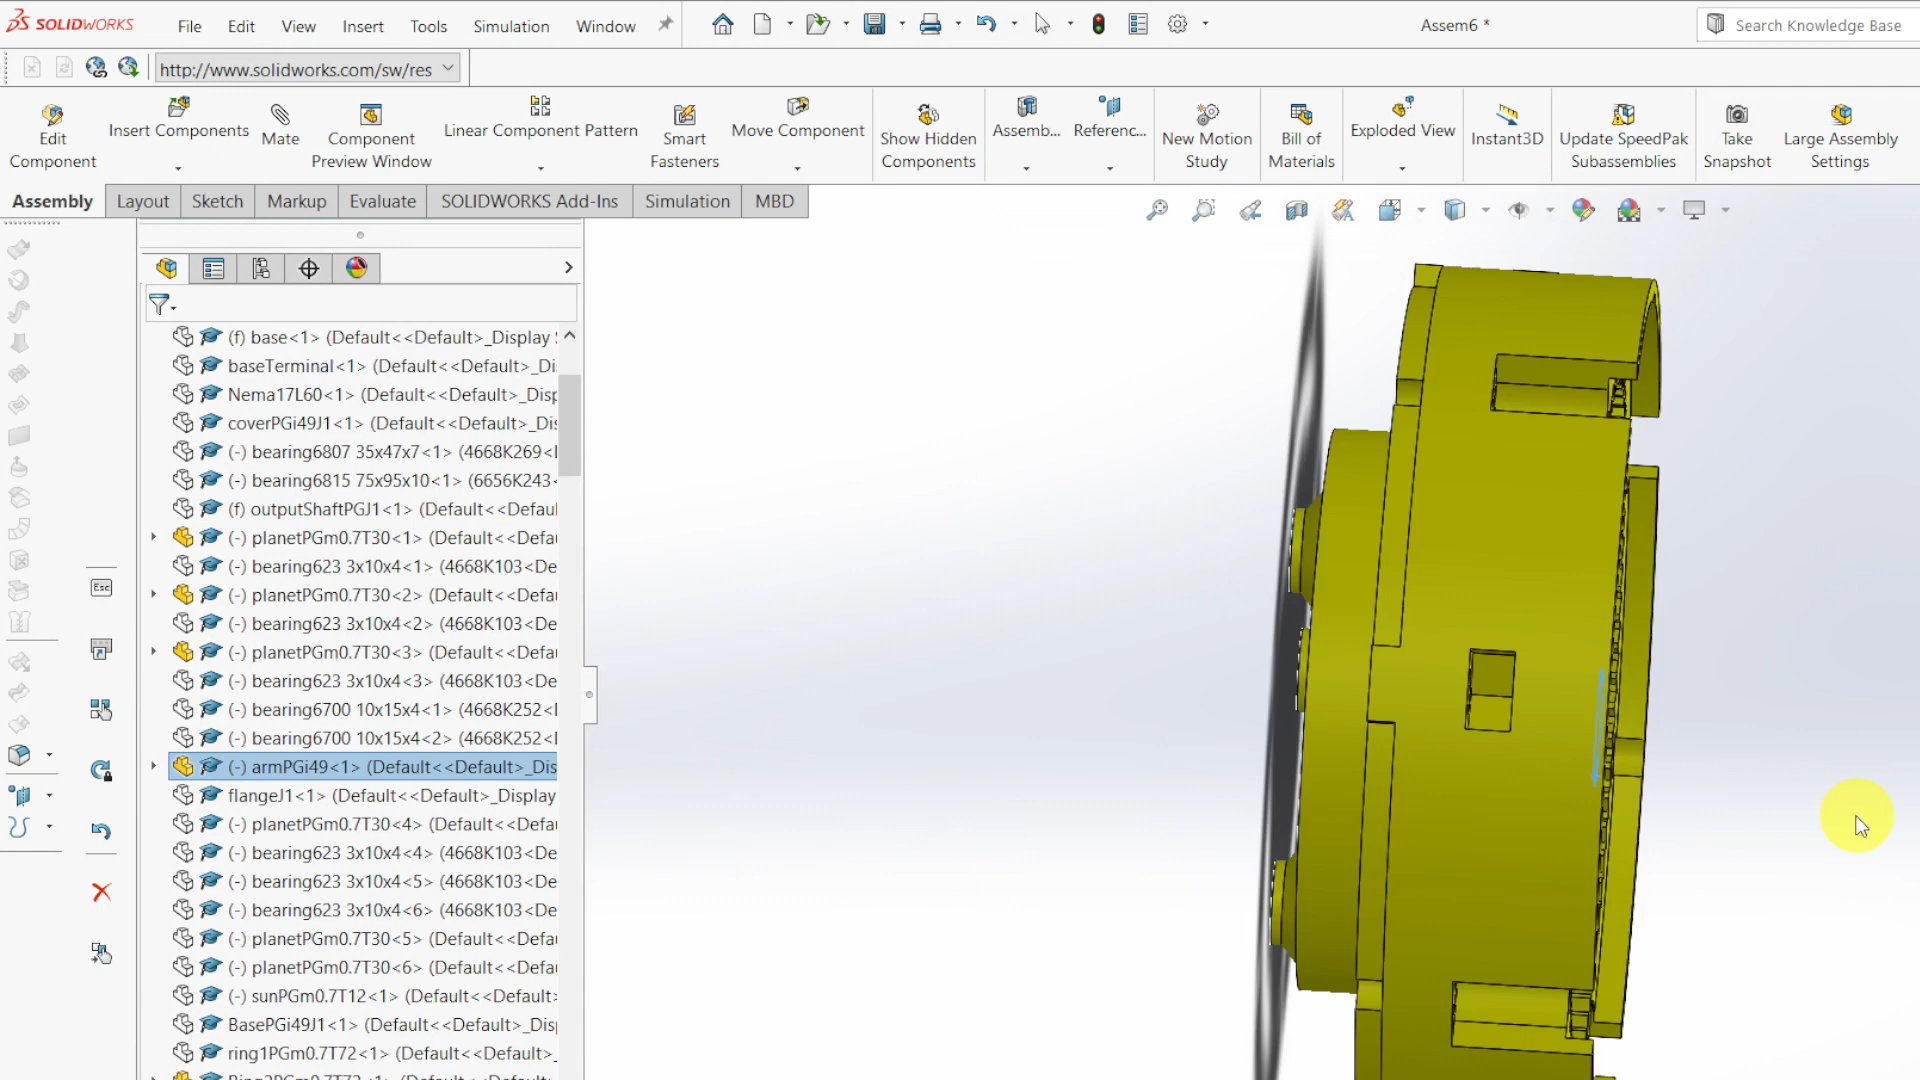 SOLIDWORKS File Edit View Insert Tools Simulation Window Assem6 * Search Knowledge Base
http://www.solidworks.com/sw/res
Edit Component Insert Components Mate Component Preview Window Linear Component Pattern Smart Fasteners Move Component Show Hidden Components Assemb... Referenc... New Motion Study Bill of Materials Exploded View Instant3D Update SpeedPak Subassemblies Take Snapshot Large Assembly Settings
Assembly Layout Sketch Markup Evaluate SOLIDWORKS Add-Ins Simulation MBD
(f) base<1> (Default<<Default>_Display
baseTerminal<1> (Default<<Default>_Di
Nema17L60<1> (Default<<Default>_Disp
coverPGi49J1<1> (Default<<Default>_Di
(-) bearing6807 35x47x7<1> (4668K269<
(-) bearing6815 75x95x10<1> (6656K243<
(f) outputShaftPGJ1<1> (Default<<Defau
(-) planetPGm0.7T30<1> (Default<<Defa
(-) bearing623 3x10x4<1> (4668K103<De
(-) planetPGm0.7T30<2> (Default<<Defa
(-) bearing623 3x10x4<2> (4668K103<De
(-) planetPGm0.7T30<3> (Default<<Defa
(-) bearing623 3x10x4<3> (4668K103<De
(-) bearing6700 10x15x4<1> (4668K252<
(-) bearing6700 10x15x4<2> (4668K252<
Esc
(-) armPGi49<1> (Default<<Default>_Dis
flangeJ1<1> (Default<<Default>_Display
(-) planetPGm0.7T30<4> (Default<<Defa
(-) bearing623 3x10x4<4> (4668K103<De
(-) bearing623 3x10x4<5> (4668K103<De
(-) bearing623 3x10x4<6> (4668K103<De
(-) planetPGm0.7T30<5> (Default<<Defa
(-) planetPGm0.7T30<6> (Default<<Defa
(-) sunPGm0.7T12<1> (Default<<Default>
BasePGi49J1<1> (Default<<Default>_Dis
ring1PGm0.7T72<1> (Default<<Default>_